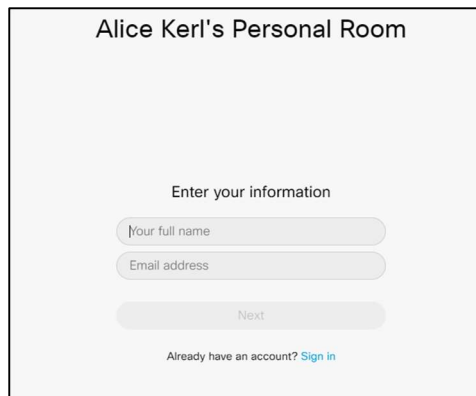 Alice Kerl's Personal Room
Enter your information
Your full name
Email address
Next
Already have an account? Sign in